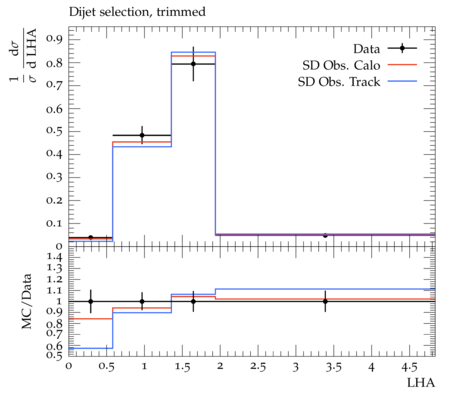 Dijet selection, trimmed
1/σ dσ/d LHA
Data
SD Obs. Calo
SD Obs. Track
0.9
0.8
0.7
0.6
0.5
0.4
0.3
0.2
0.1
0
MC/Data
1.4
1.3
1.2
1.1
1
0.9
0.8
0.7
0.6
0.5
0 0.5 1 1.5 2 2.5 3 3.5 4 4.5
LHA